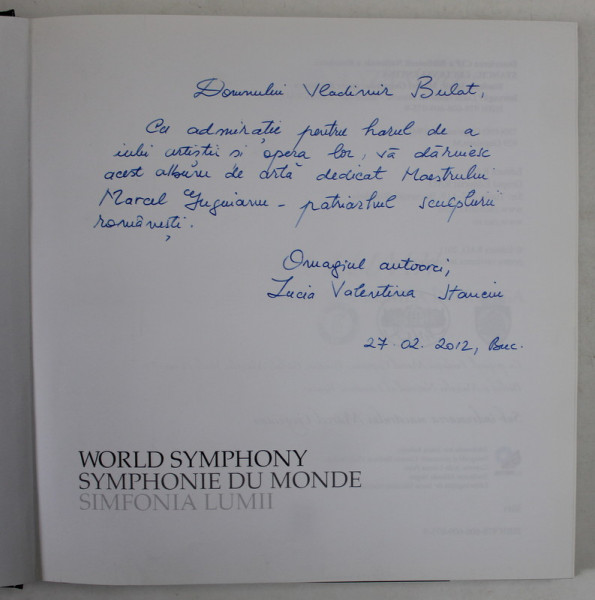 Domnului Vladimir Bulat,
Cu admirație pentru harul de a
iubi artiștii și opera lor, vă dăruiesc
acest album de artă dedicat Maestrului
Marcel Guguianu - patriarhul sculpturii
românești.
Omagiul autoarei,
Lucia Valentina Stanciu
27.02.2012, Buc.
WORLD SYMPHONY
SYMPHONIE DU MONDE
SIMFONIA LUMII